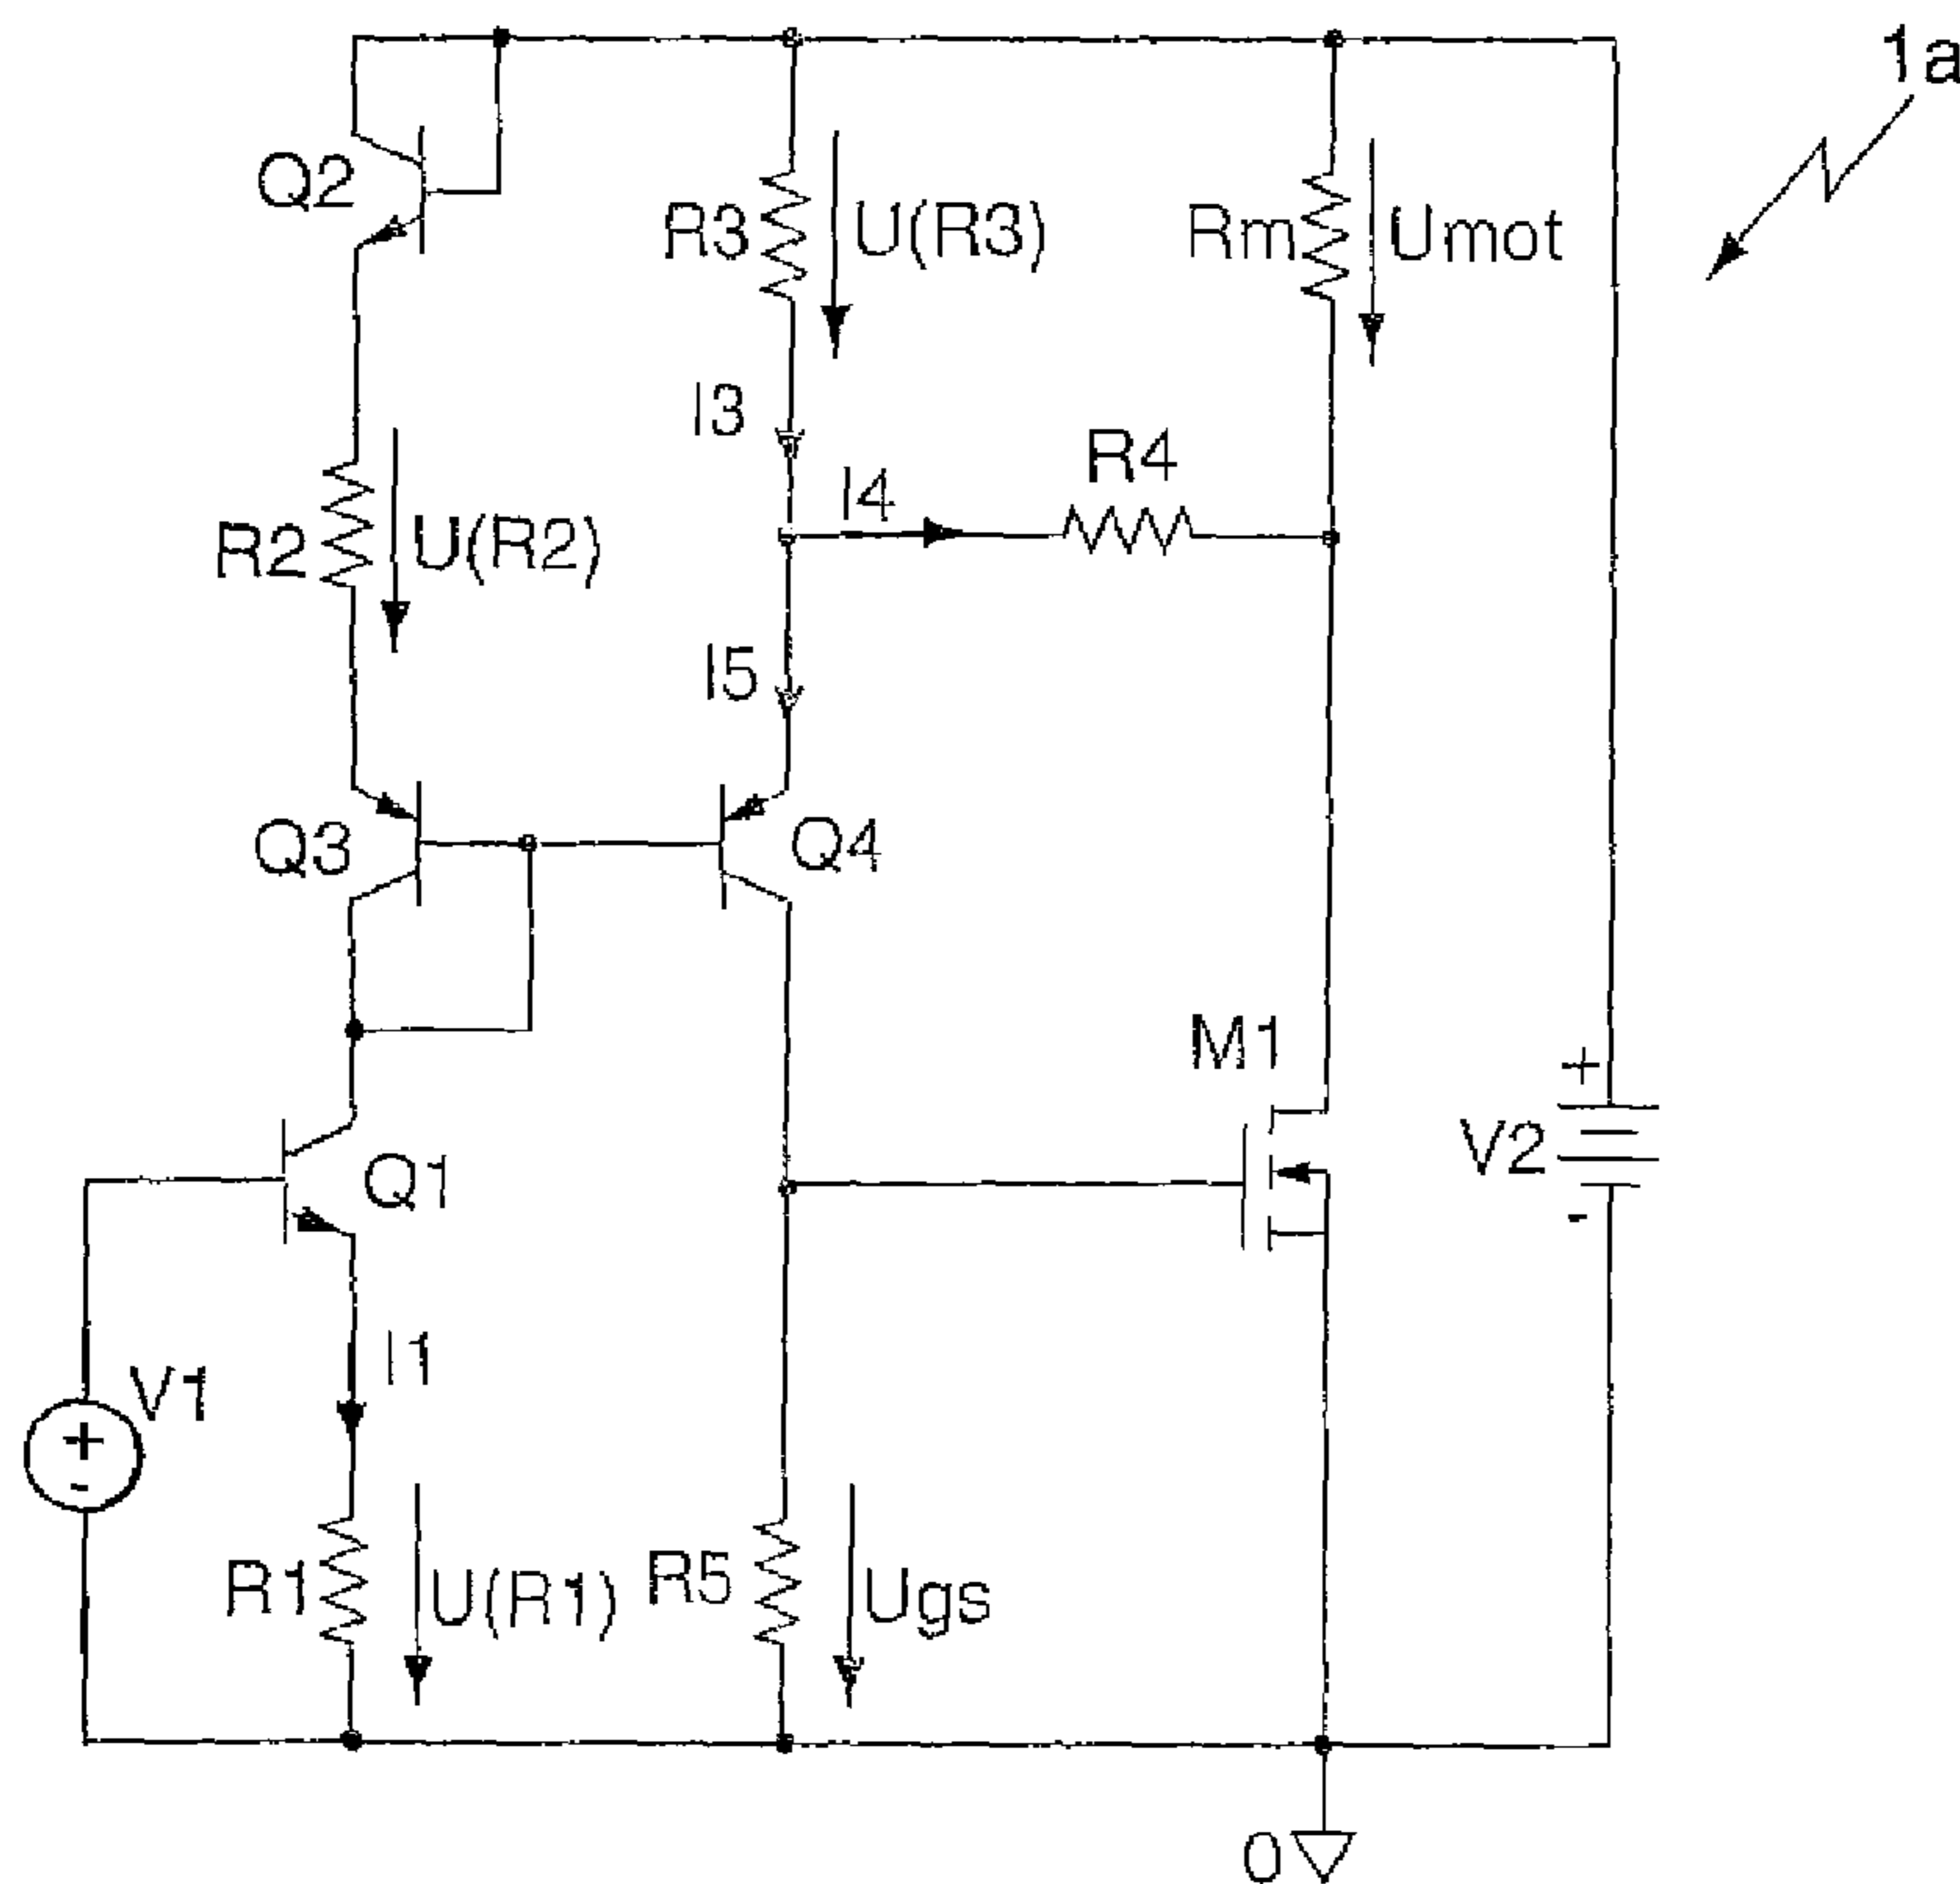 1a
Q2
R3
U(R3)
Rm
Umot
I3
I4
R4
R2
U(R2)
I5
Q3
Q4
M1
+
V2
-
Q1
I1
V1
+
-
R1
U(R1)
R5
Ugs
0